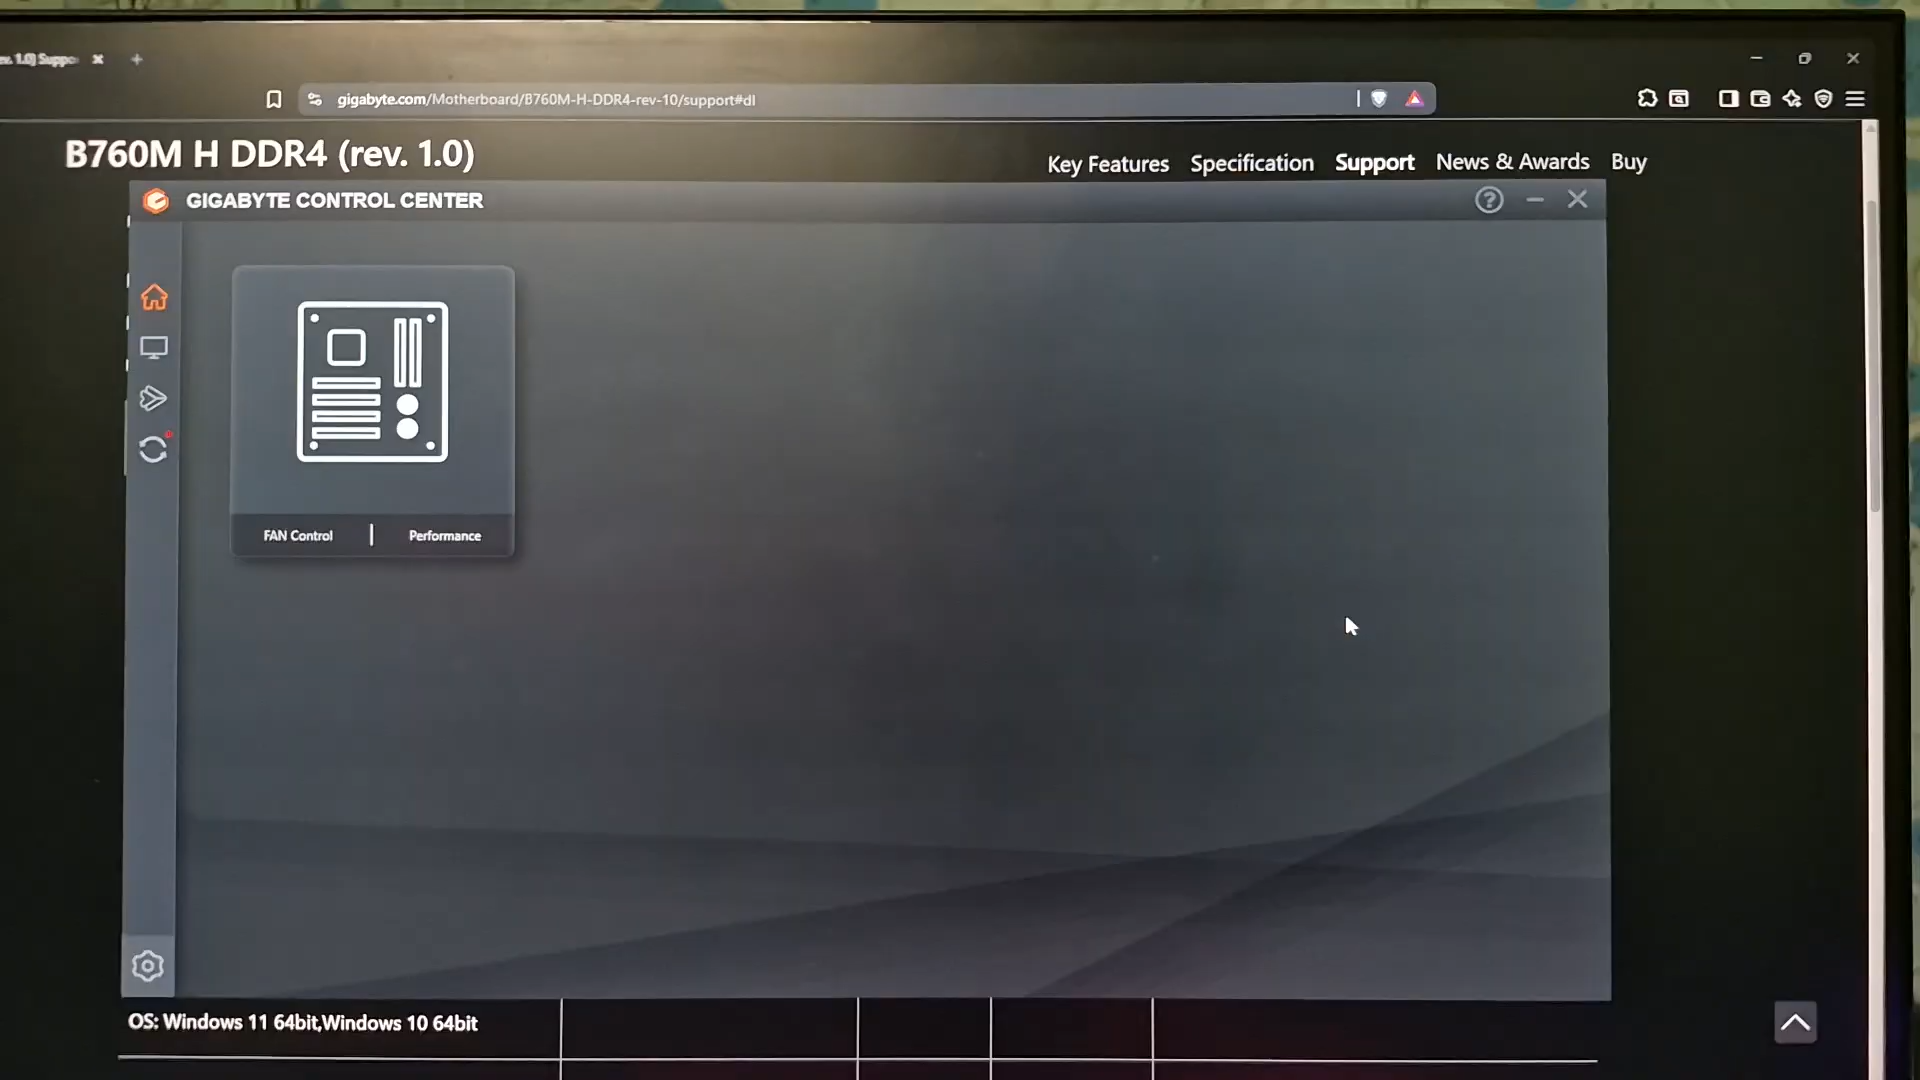 gigabyte.com/Motherboard/B760M-H-DDR4-rev-10/support#dl
B760M H DDR4 (rev. 1.0)
Key Features Specification Support News & Awards Buy
GIGABYTE CONTROL CENTER
FAN Control | Performance
OS: Windows 11 64bit,Windows 10 64bit